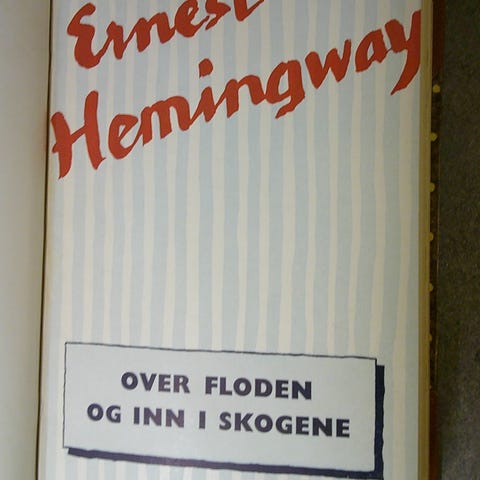 Ernest
Hemingway
OVER FLODEN
OG INN I SKOGENE